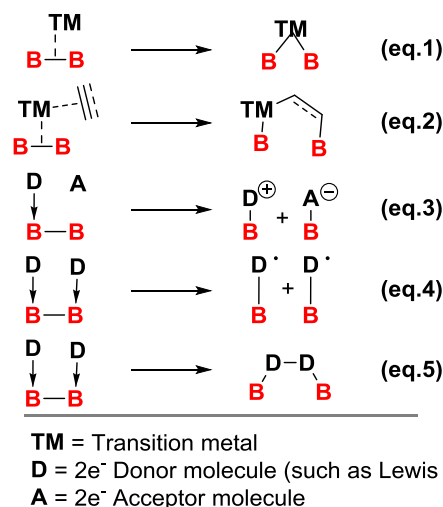 TM
B B TM B B (eq.1)
TM B B TM B B (eq.2)
D A B B D ⊕ B + A ⊖ B (eq.3)
D D B B D · B + D · B (eq.4)
D D B B D D B B (eq.5)
TM = Transition metal
D = 2e⁻ Donor molecule (such as Lewis
A = 2e⁻ Acceptor molecule